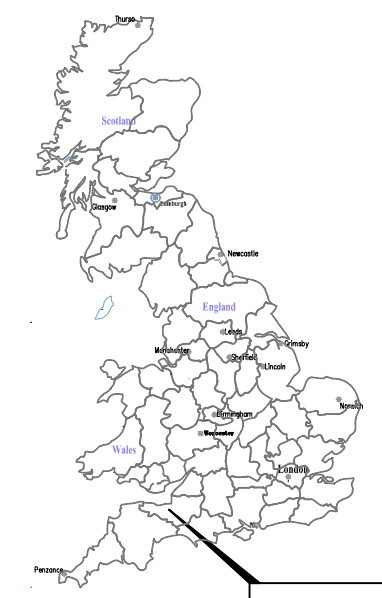 Thurso
Scotland
Glasgow
Edinburgh
Newcastle
England
Leeds
Grimsby
Manchester
Sheffield
Lincoln
Norwich
Birmingham
Worcester
Wales
London
Penzance